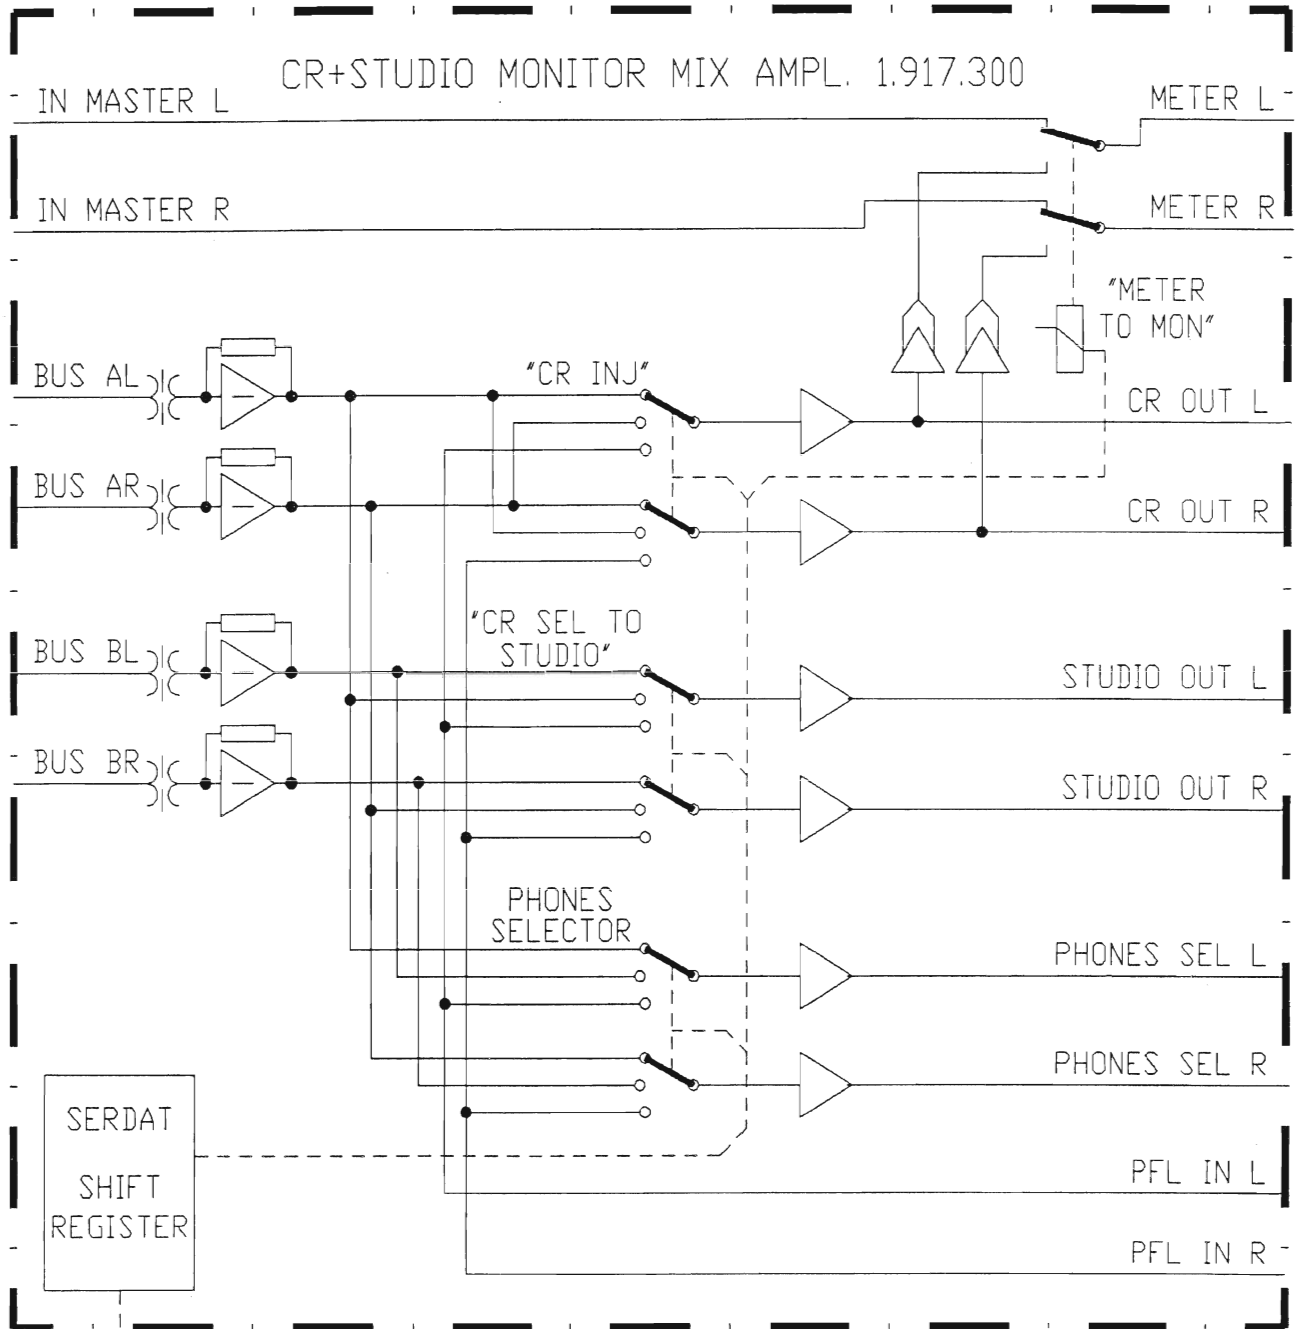 CR+STUDIO MONITOR MIX AMPL. 1.917.300
IN MASTER L
METER L
IN MASTER R
METER R
"METER
TO MON"
BUS AL
"CR INJ"
CR OUT L
BUS AR
CR OUT R
"CR SEL TO
STUDIO"
BUS BL
STUDIO OUT L
BUS BR
STUDIO OUT R
PHONES
SELECTOR
PHONES SEL L
PHONES SEL R
SERDAT
SHIFT
REGISTER
PFL IN L
PFL IN R